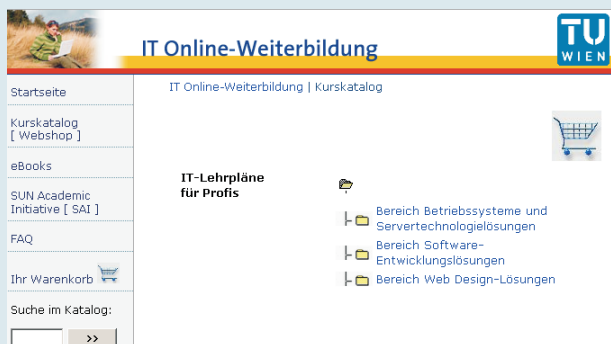 IT Online-Weiterbildung
TU
WIEN
Startseite
Kurskatalog
[ Webshop ]
eBooks
SUN Academic
Initiative [ SAI ]
FAQ
Ihr Warenkorb
Suche im Katalog:
>>
IT Online-Weiterbildung | Kurskatalog
IT-Lehrpläne
für Profis
Bereich Betriebssysteme und
Servertechnologielösungen
Bereich Software-
Entwicklungslösungen
Bereich Web Design-Lösungen